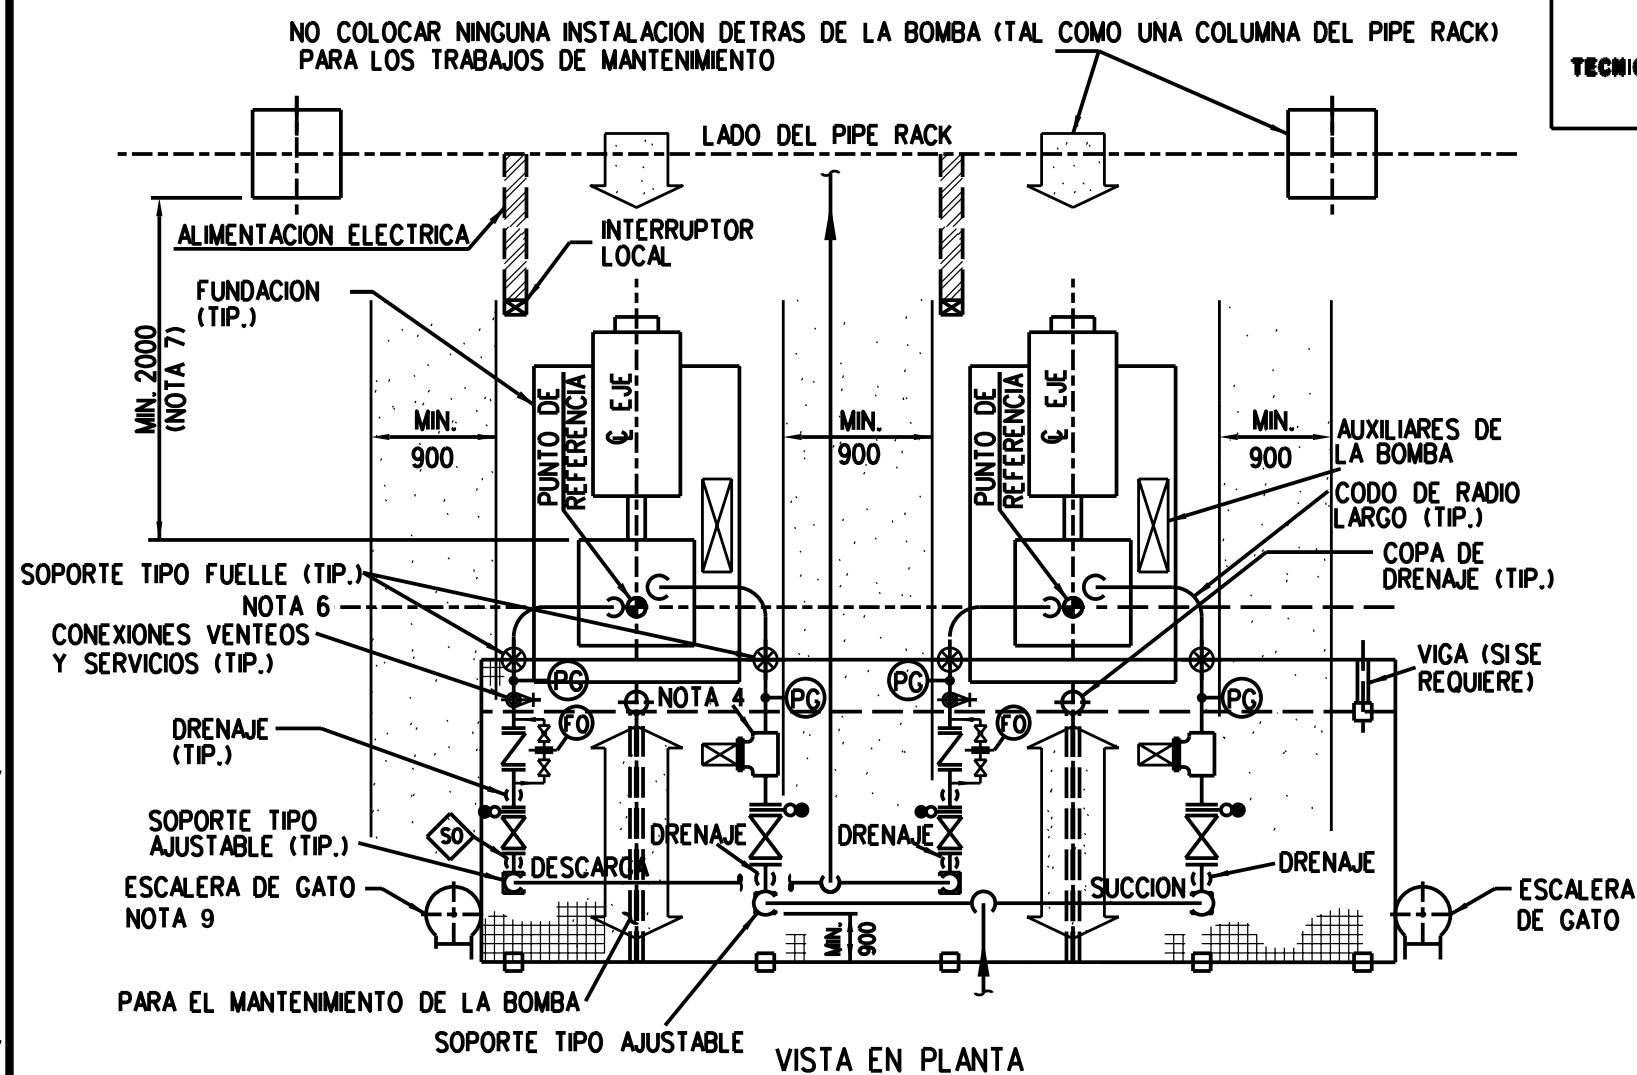 NO COLOCAR NINGUNA INSTALACION DETRAS DE LA BOMBA (TAL COMO UNA COLUMNA DEL PIPE RACK)
PARA LOS TRABAJOS DE MANTENIMIENTO
LADO DEL PIPE RACK
ALIMENTACION ELECTRICA
INTERRUPTOR
LOCAL
FUNDACION
(TIP.)
MIN. 2000
(NOTA 7)
PUNTO DE
REFERENCIA
℄ EJE
PUNTO DE
REFERENCIA
℄ EJE
MIN.
900
MIN.
900
MIN.
900
AUXILIARES DE
LA BOMBA
CODO DE RADIO
LARGO (TIP.)
COPA DE
DRENAJE (TIP.)
SOPORTE TIPO FUELLE (TIP.)
NOTA 6
CONEXIONES VENTEOS
Y SERVICIOS (TIP.)
VIGA (SI SE
REQUIERE)
PG
NOTA 4
PG
PG
PG
FO
FO
DRENAJE
(TIP.)
SOPORTE TIPO
AJUSTABLE (TIP.)
SO
DRENAJE
DRENAJE
DRENAJE
DESCARGA
SUCCION
ESCALERA DE GATO
NOTA 9
ESCALERA
DE GATO
MIN.
900
PARA EL MANTENIMIENTO DE LA BOMBA
SOPORTE TIPO AJUSTABLE
VISTA EN PLANTA